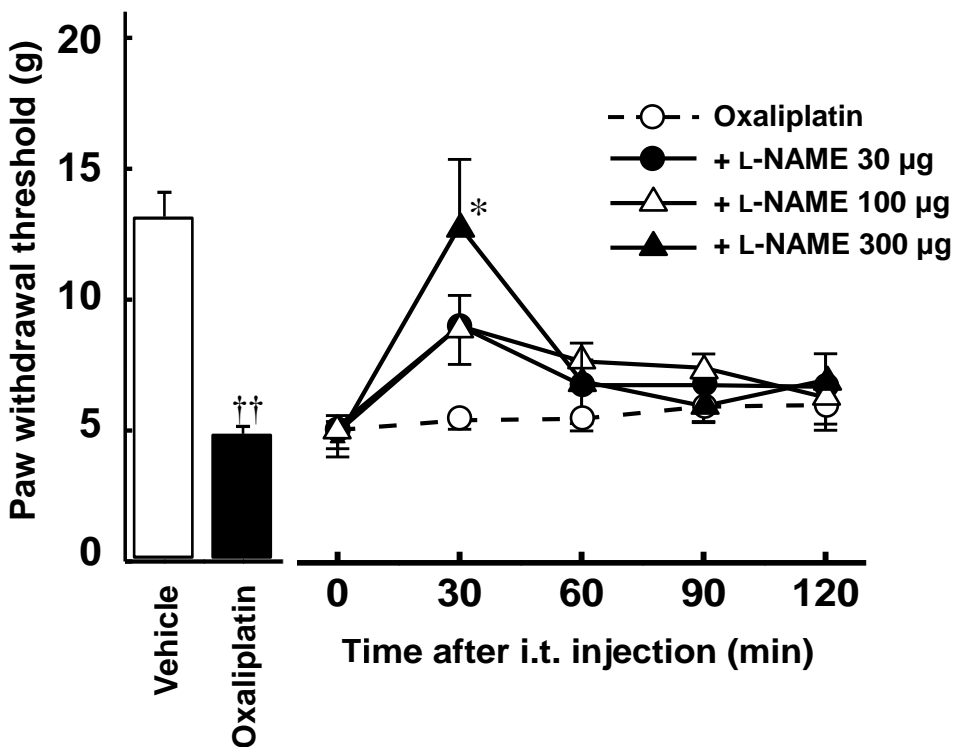 Paw withdrawal threshold (g)
20
15
10
5
0
††
Vehicle
Oxaliplatin
*
Oxaliplatin
+ L-NAME 30 µg
+ L-NAME 100 µg
+ L-NAME 300 µg
0 30 60 90 120
Time after i.t. injection (min)